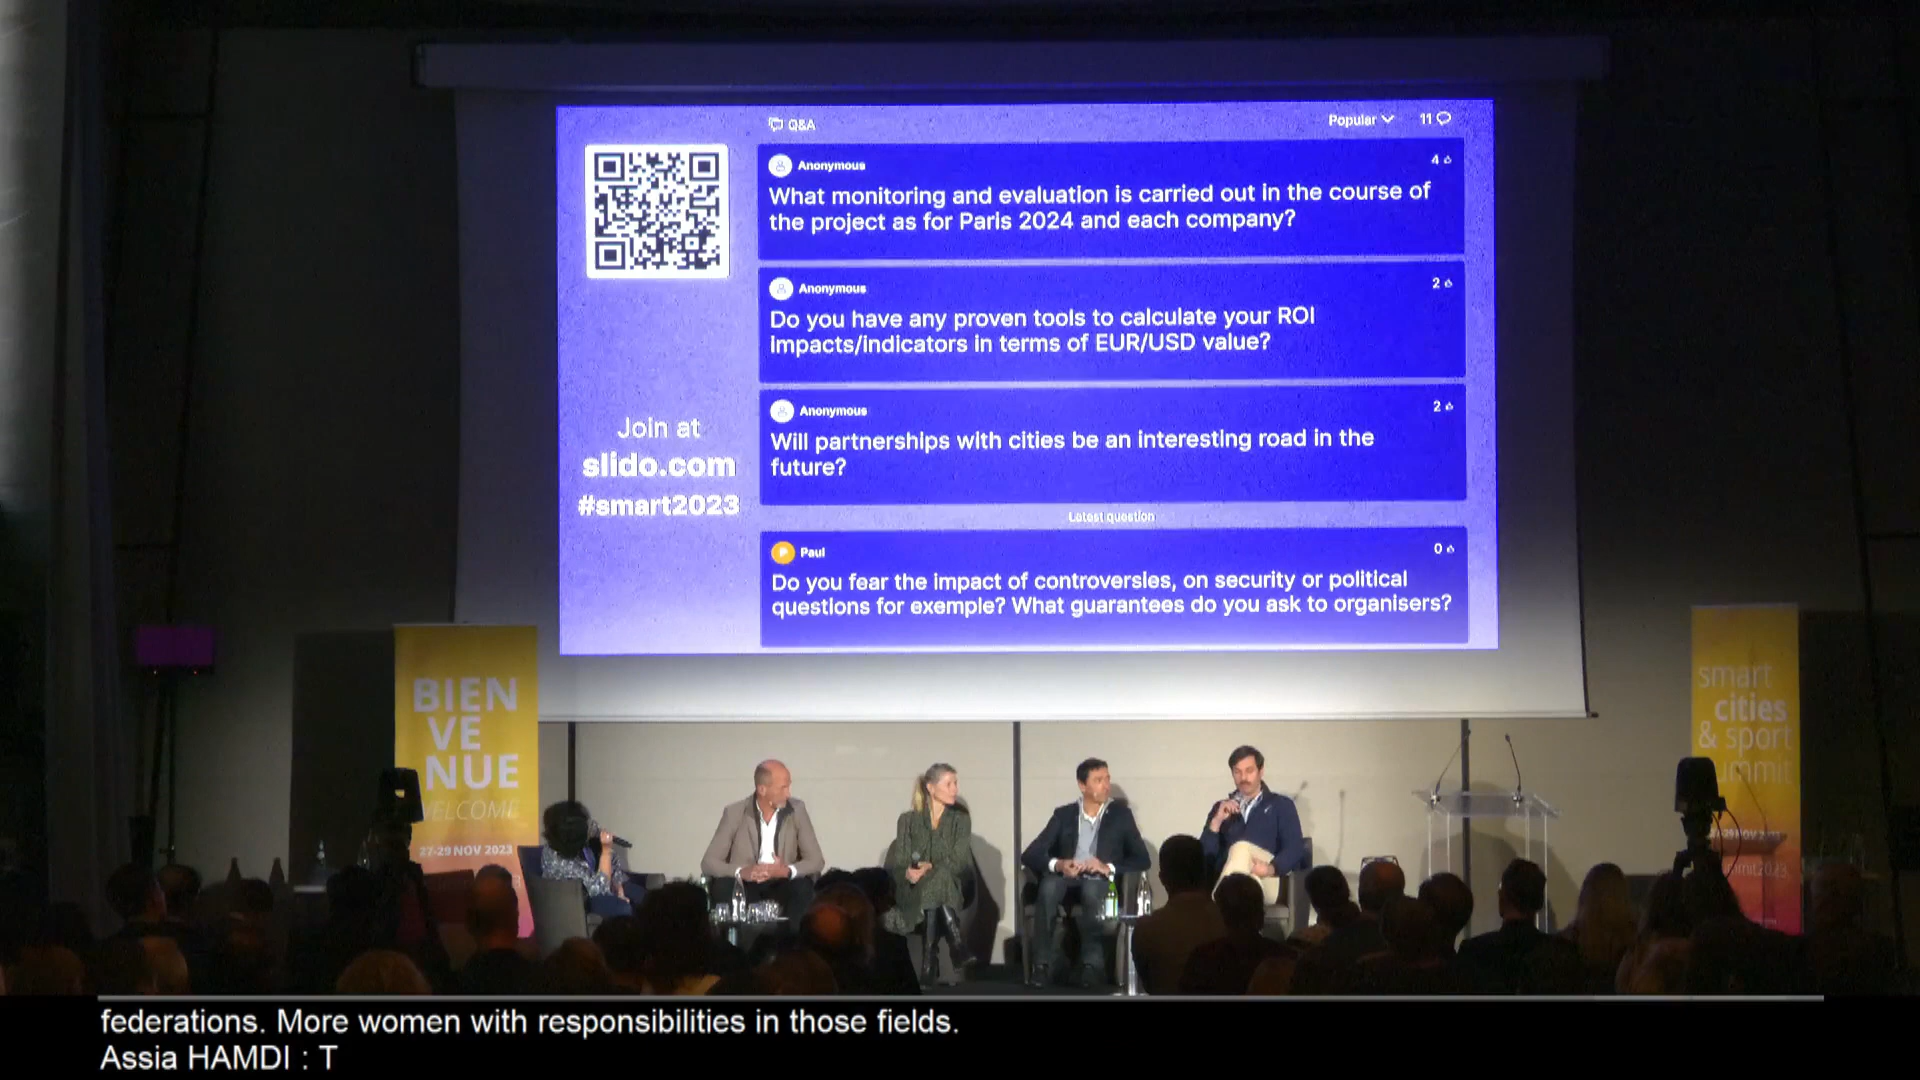 Q&A
Popular
11
Anonymous
4
What monitoring and evaluation is carried out in the course of
the project as for Paris 2024 and each company?
Anonymous
2
Do you have any proven tools to calculate your ROI
impacts/indicators in terms of EUR/USD value?
Anonymous
2
Will partnerships with cities be an interesting road in the
future?
Latest question
P
Paul
0
Do you fear the impact of controversies, on security or political
questions for exemple? What guarantees do you ask to organisers?
Join at
slido.com
#smart2023
BIEN
VE
NUE
WELCOME
27-29 NOV 2023
smart
cities
& sport
summit
federations. More women with responsibilities in those fields.
Assia HAMDI : T